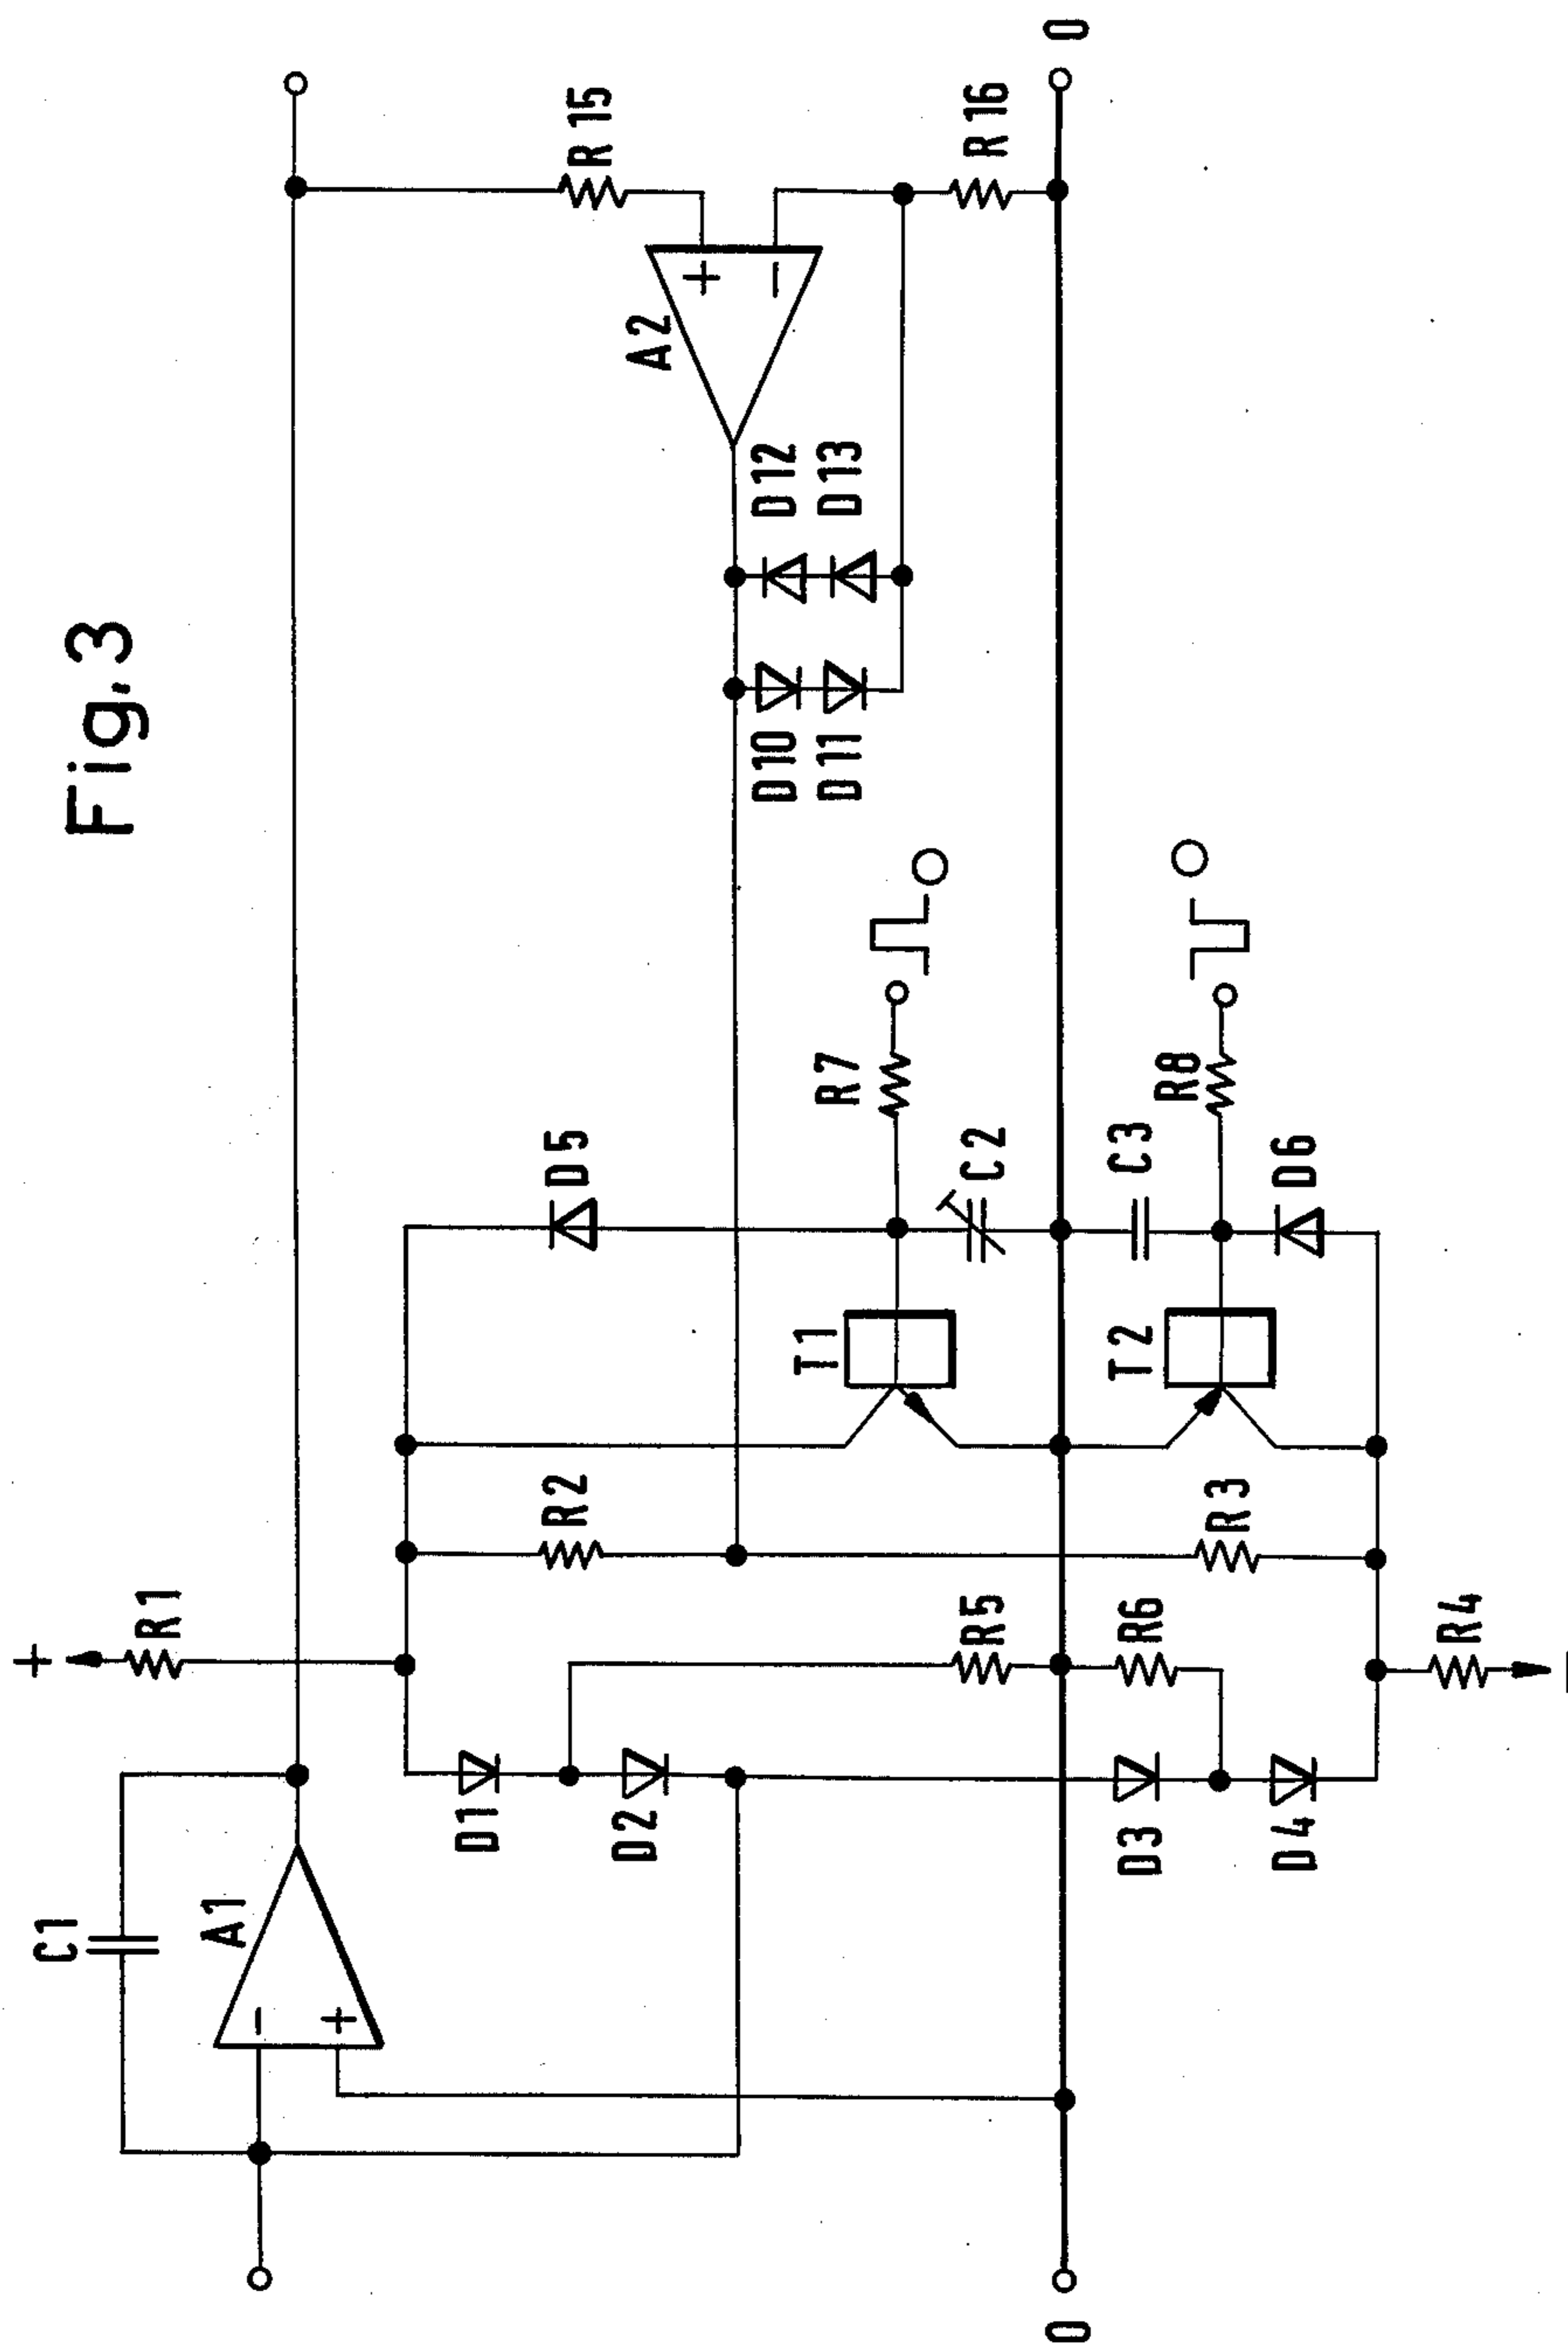 Fig. 3
C1
A1
−
+
+
R1
D1
D2
D3
D4
R2
R3
R4
R5
R6
T1
T2
D5
D6
C2
C3
R7
R8
D10
D11
D12
D13
A2
+
−
R15
R16
0
0
−